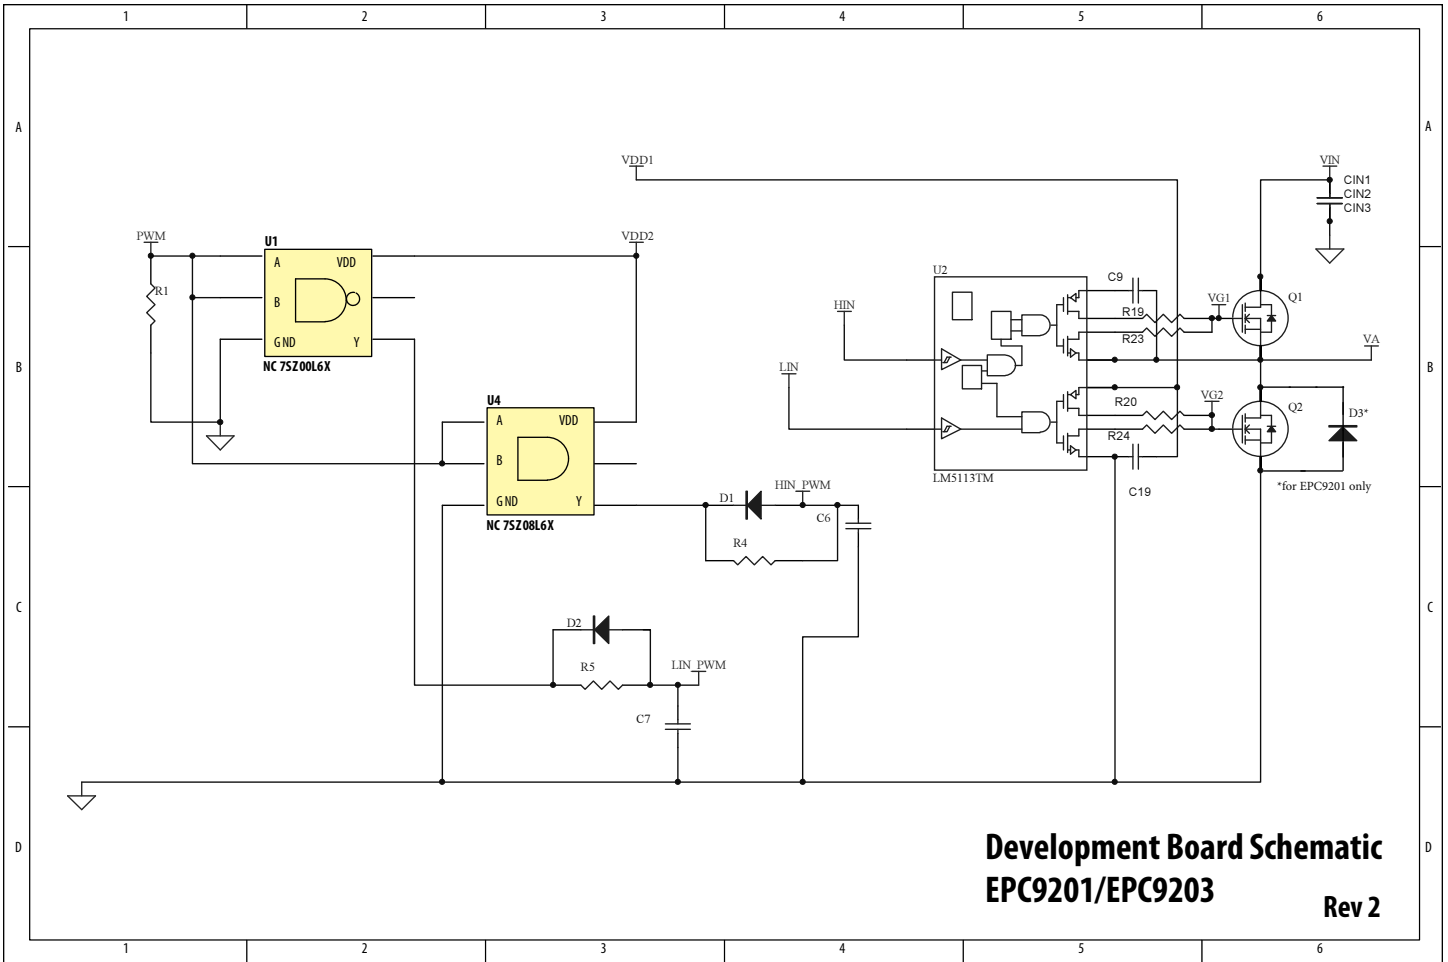 1 2 3 4 5 6
A A
VDD1
VIN
CIN1
CIN2
CIN3
PWM
U1
VDD2
A VDD
U2
C9
R1
B
HIN
R19
VG1
Q1
GND Y
R23
VA
NC 7SZ00L6X
B B
LIN
U4
R20
VG2
Q2
D3*
A VDD
R24
B
LM5113TM
C19
*for EPC9201 only
HIN_PWM
GND Y
D1
C6
NC 7SZ08L6X
R4
C C
D2
R5
LIN_PWM
C7
D D
Development Board Schematic
EPC9201/EPC9203
Rev 2
1 2 3 4 5 6